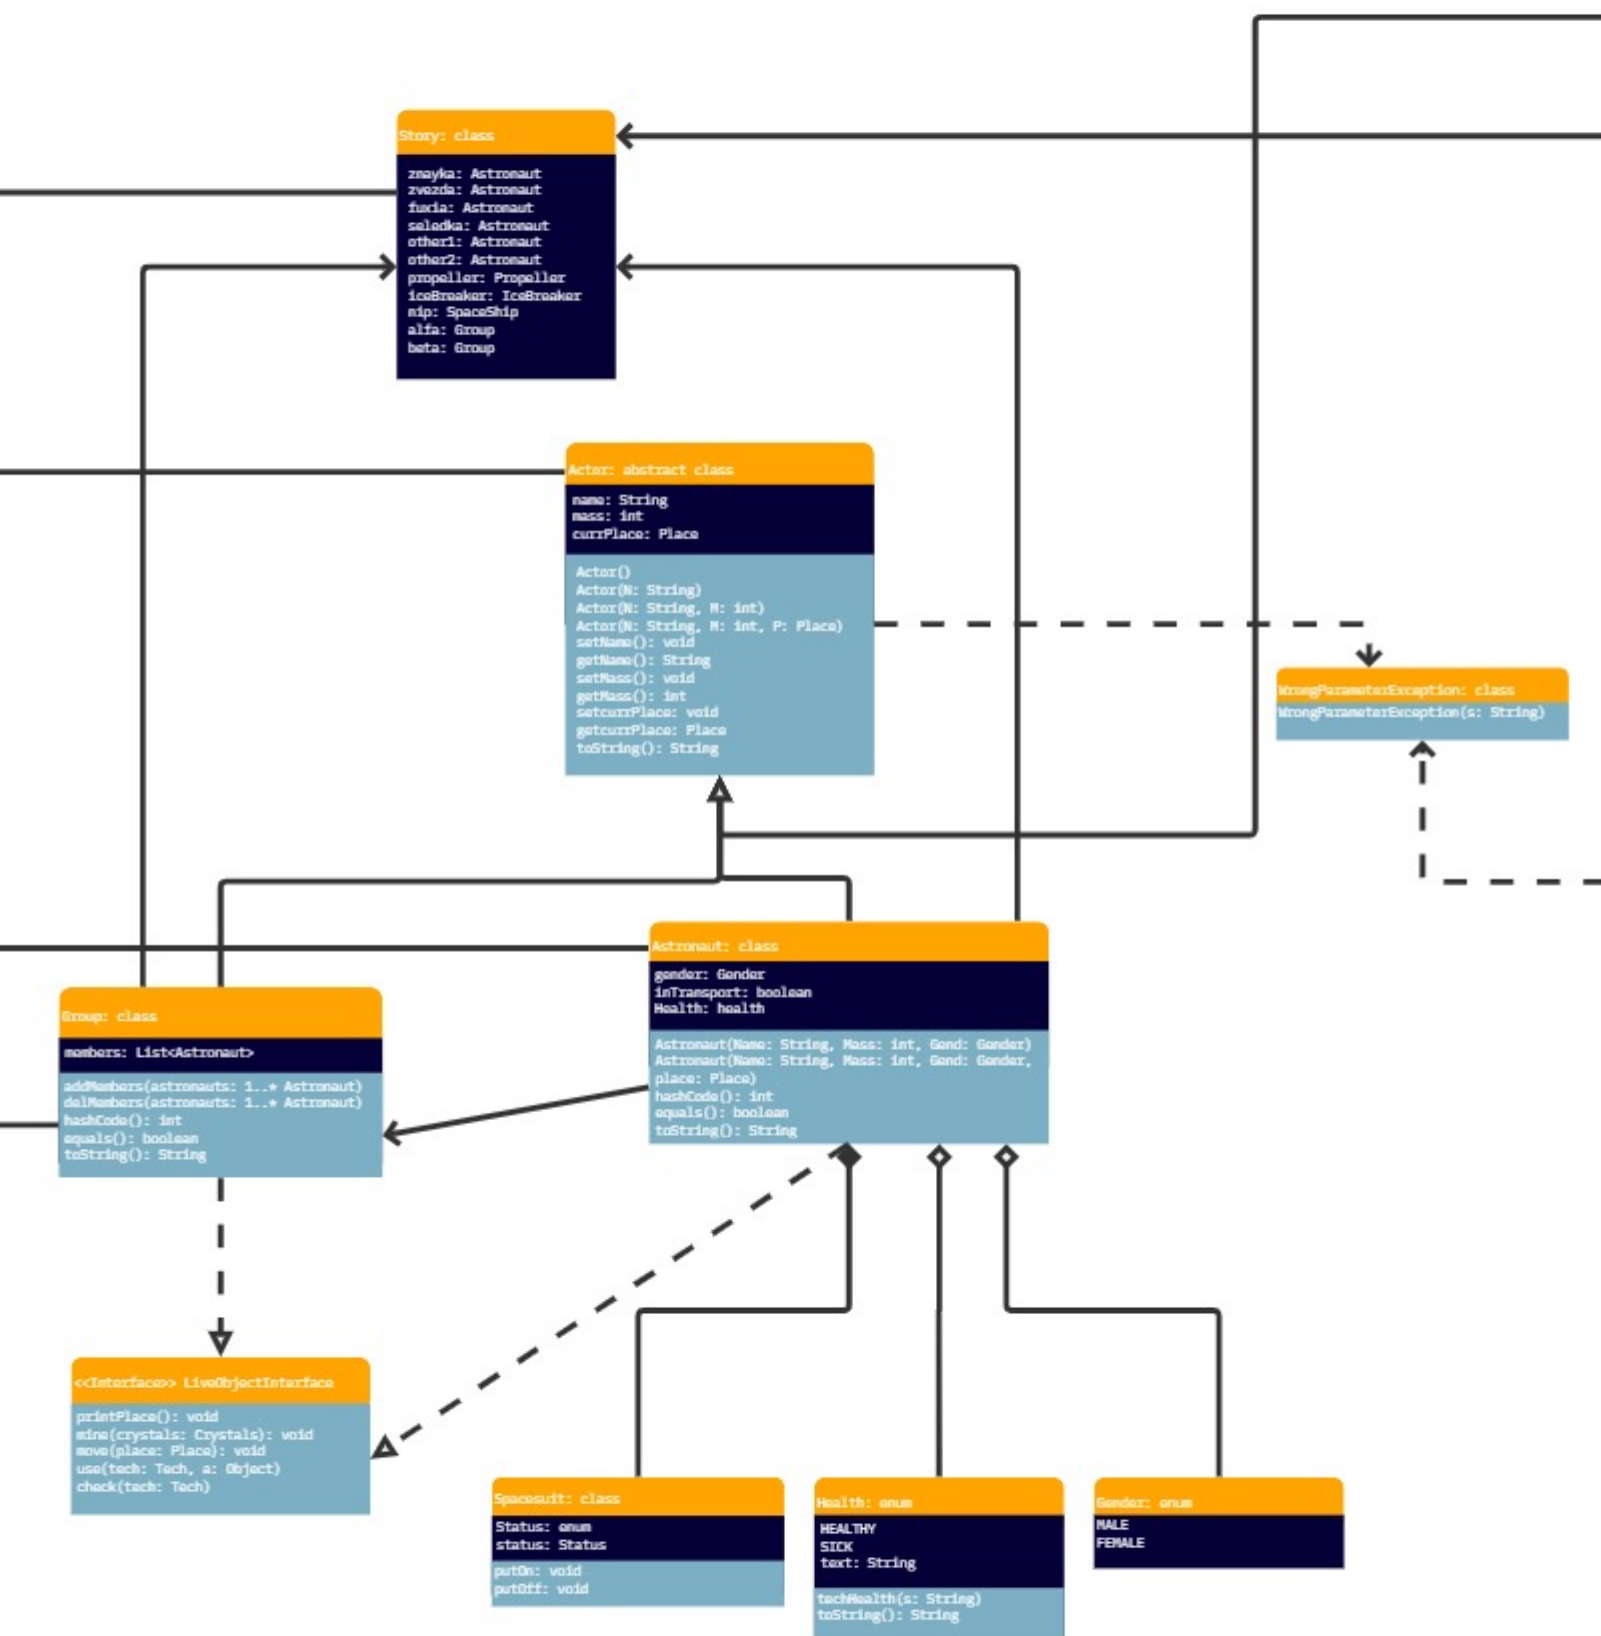 Story: class
zmayka: Astronaut
zvezda: Astronaut
fuxia: Astronaut
seledka: Astronaut
other1: Astronaut
other2: Astronaut
propeller: Propeller
iceBreaker: IceBreaker
nip: SpaceShip
alfa: Group
beta: Group
Actor: abstract class
name: String
mass: int
currPlace: Place
Actor()
Actor(N: String)
Actor(N: String, M: int)
Actor(N: String, M: int, P: Place)
setName(): void
getName(): String
setMass(): void
getMass(): int
setcurrPlace: void
getcurrPlace: Place
toString(): String
WrongParameterException: class
WrongParameterException(s: String)
Astronaut: class
gender: Gender
inTransport: boolean
Health: health
Astronaut(Name: String, Mass: int, Gend: Gender)
Astronaut(Name: String, Mass: int, Gend: Gender,
place: Place)
hashCode(): int
equals(): boolean
toString(): String
Group: class
members: List<Astronaut>
addMembers(astronauts: 1..* Astronaut)
delMembers(astronauts: 1..* Astronaut)
hashCode(): int
equals(): boolean
toString(): String
<<Interface>> LiveObjectInterface
printPlace(): void
mine(crystals: Crystals): void
move(place: Place): void
use(tech: Tech, a: Object)
check(tech: Tech)
Spacesuit: class
Status: enum
status: Status
putOn: void
putOff: void
Health: enum
HEALTHY
SICK
text: String
techHealth(s: String)
toString(): String
Gender: enum
MALE
FEMALE